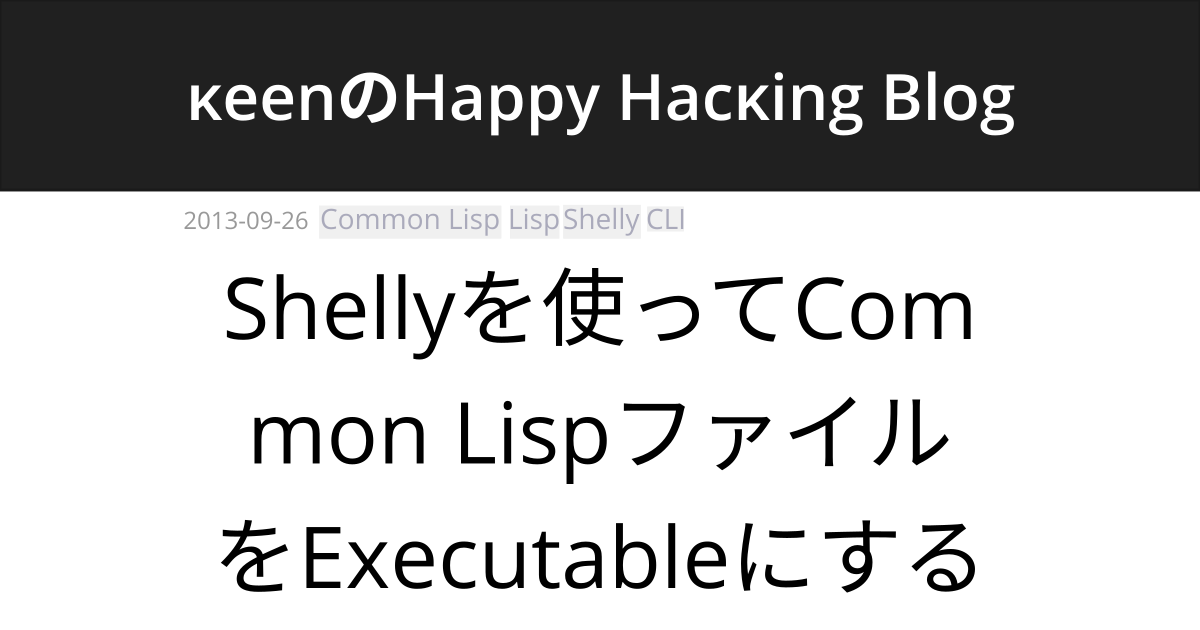 κeenのHappy Hacκing Blog
2013-09-26 Common Lisp Lisp Shelly CLI
Shellyを使ってCom
mon Lispファイル
をExecutableにする